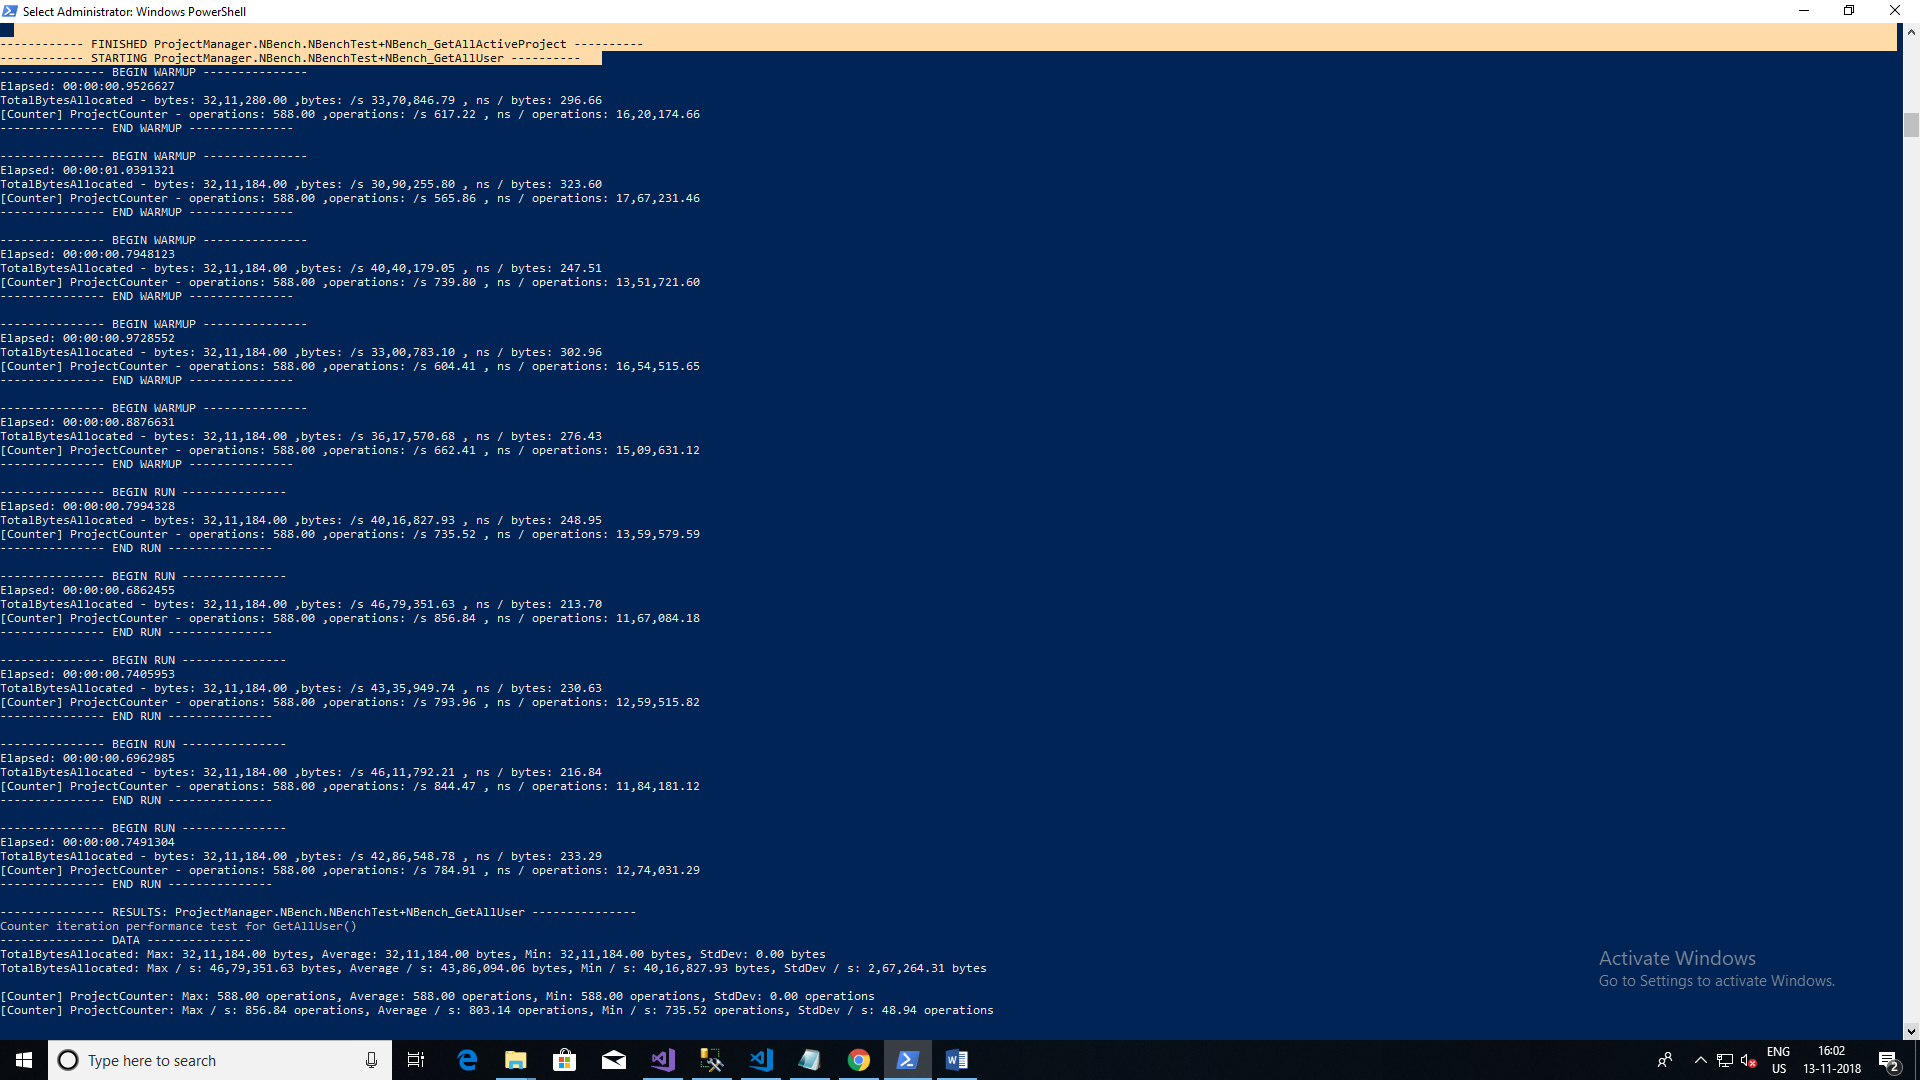 Select Administrator: Windows PowerShell
------------ FINISHED ProjectManager.NBench.NBenchTest+NBench_GetAllActiveProject ----------
------------ STARTING ProjectManager.NBench.NBenchTest+NBench_GetAllUser ----------
--------------- BEGIN WARMUP ---------------
Elapsed: 00:00:00.9526627
TotalBytesAllocated - bytes: 32,11,280.00 ,bytes: /s 33,70,846.79 , ns / bytes: 296.66
[Counter] ProjectCounter - operations: 588.00 ,operations: /s 617.22 , ns / operations: 16,20,174.66
--------------- END WARMUP ---------------
--------------- BEGIN WARMUP ---------------
Elapsed: 00:00:01.0391321
TotalBytesAllocated - bytes: 32,11,184.00 ,bytes: /s 30,90,255.80 , ns / bytes: 323.60
[Counter] ProjectCounter - operations: 588.00 ,operations: /s 565.86 , ns / operations: 17,67,231.46
--------------- END WARMUP ---------------
--------------- BEGIN WARMUP ---------------
Elapsed: 00:00:00.7948123
TotalBytesAllocated - bytes: 32,11,184.00 ,bytes: /s 40,40,179.05 , ns / bytes: 247.51
[Counter] ProjectCounter - operations: 588.00 ,operations: /s 739.80 , ns / operations: 13,51,721.60
--------------- END WARMUP ---------------
--------------- BEGIN WARMUP ---------------
Elapsed: 00:00:00.9728552
TotalBytesAllocated - bytes: 32,11,184.00 ,bytes: /s 33,00,783.10 , ns / bytes: 302.96
[Counter] ProjectCounter - operations: 588.00 ,operations: /s 604.41 , ns / operations: 16,54,515.65
--------------- END WARMUP ---------------
--------------- BEGIN WARMUP ---------------
Elapsed: 00:00:00.8876631
TotalBytesAllocated - bytes: 32,11,184.00 ,bytes: /s 36,17,570.68 , ns / bytes: 276.43
[Counter] ProjectCounter - operations: 588.00 ,operations: /s 662.41 , ns / operations: 15,09,631.12
--------------- END WARMUP ---------------
--------------- BEGIN RUN ---------------
Elapsed: 00:00:00.7994328
TotalBytesAllocated - bytes: 32,11,184.00 ,bytes: /s 40,16,827.93 , ns / bytes: 248.95
[Counter] ProjectCounter - operations: 588.00 ,operations: /s 735.52 , ns / operations: 13,59,579.59
--------------- END RUN ---------------
--------------- BEGIN RUN ---------------
Elapsed: 00:00:00.6862455
TotalBytesAllocated - bytes: 32,11,184.00 ,bytes: /s 46,79,351.63 , ns / bytes: 213.70
[Counter] ProjectCounter - operations: 588.00 ,operations: /s 856.84 , ns / operations: 11,67,084.18
--------------- END RUN ---------------
--------------- BEGIN RUN ---------------
Elapsed: 00:00:00.7405953
TotalBytesAllocated - bytes: 32,11,184.00 ,bytes: /s 43,35,949.74 , ns / bytes: 230.63
[Counter] ProjectCounter - operations: 588.00 ,operations: /s 793.96 , ns / operations: 12,59,515.82
--------------- END RUN ---------------
--------------- BEGIN RUN ---------------
Elapsed: 00:00:00.6962985
TotalBytesAllocated - bytes: 32,11,184.00 ,bytes: /s 46,11,792.21 , ns / bytes: 216.84
[Counter] ProjectCounter - operations: 588.00 ,operations: /s 844.47 , ns / operations: 11,84,181.12
--------------- END RUN ---------------
--------------- BEGIN RUN ---------------
Elapsed: 00:00:00.7491304
TotalBytesAllocated - bytes: 32,11,184.00 ,bytes: /s 42,86,548.78 , ns / bytes: 233.29
[Counter] ProjectCounter - operations: 588.00 ,operations: /s 784.91 , ns / operations: 12,74,031.29
--------------- END RUN ---------------
--------------- RESULTS: ProjectManager.NBench.NBenchTest+NBench_GetAllUser ---------------
Counter iteration performance test for GetAllUser()
--------------- DATA ---------------
TotalBytesAllocated: Max: 32,11,184.00 bytes, Average: 32,11,184.00 bytes, Min: 32,11,184.00 bytes, StdDev: 0.00 bytes
TotalBytesAllocated: Max / s: 46,79,351.63 bytes, Average / s: 43,86,094.06 bytes, Min / s: 40,16,827.93 bytes, StdDev / s: 2,67,264.31 bytes
[Counter] ProjectCounter: Max: 588.00 operations, Average: 588.00 operations, Min: 588.00 operations, StdDev: 0.00 operations
[Counter] ProjectCounter: Max / s: 856.84 operations, Average / s: 803.14 operations, Min / s: 735.52 operations, StdDev / s: 48.94 operations
Activate Windows
Go to Settings to activate Windows.
Type here to search
ENG
US
16:02
13-11-2018
2